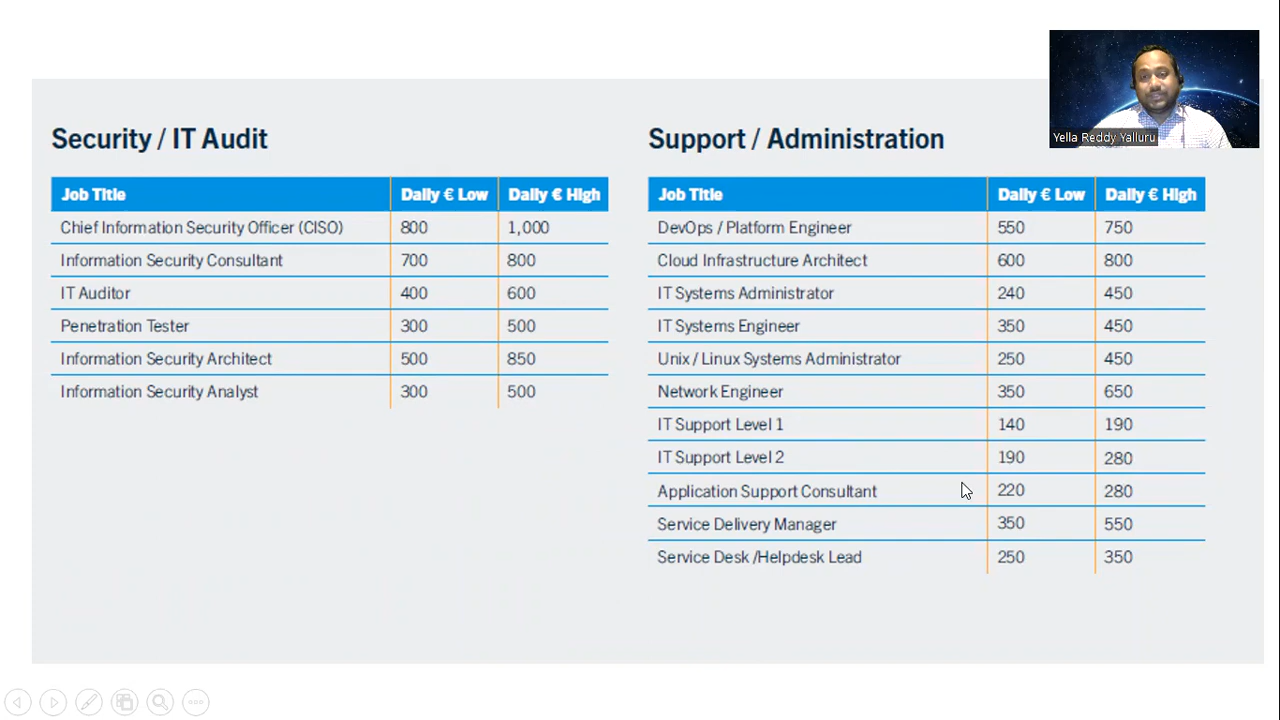 Yella Reddy Yalluru
Security / IT Audit
Job Title Daily € Low Daily € High
Chief Information Security Officer (CISO) 800 1,000
Information Security Consultant 700 800
IT Auditor 400 600
Penetration Tester 300 500
Information Security Architect 500 850
Information Security Analyst 300 500
Support / Administration
Job Title Daily € Low Daily € High
DevOps / Platform Engineer 550 750
Cloud Infrastructure Architect 600 800
IT Systems Administrator 240 450
IT Systems Engineer 350 450
Unix / Linux Systems Administrator 250 450
Network Engineer 350 650
IT Support Level 1 140 190
IT Support Level 2 190 280
Application Support Consultant 220 280
Service Delivery Manager 350 550
Service Desk /Helpdesk Lead 250 350